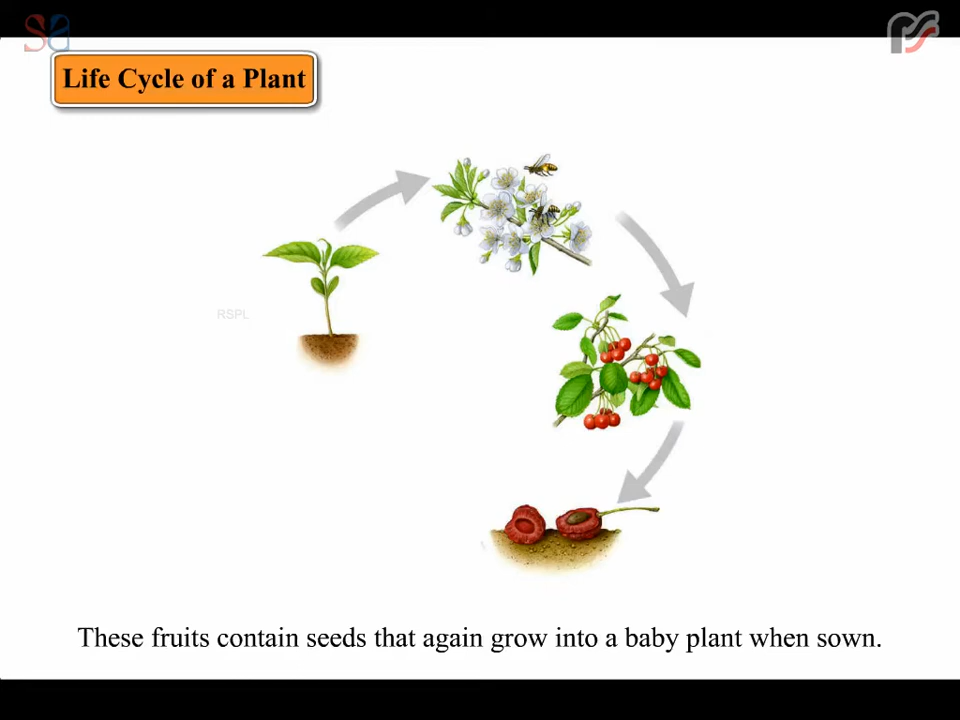 Life Cycle of a Plant
RSPL
These fruits contain seeds that again grow into a baby plant when sown.